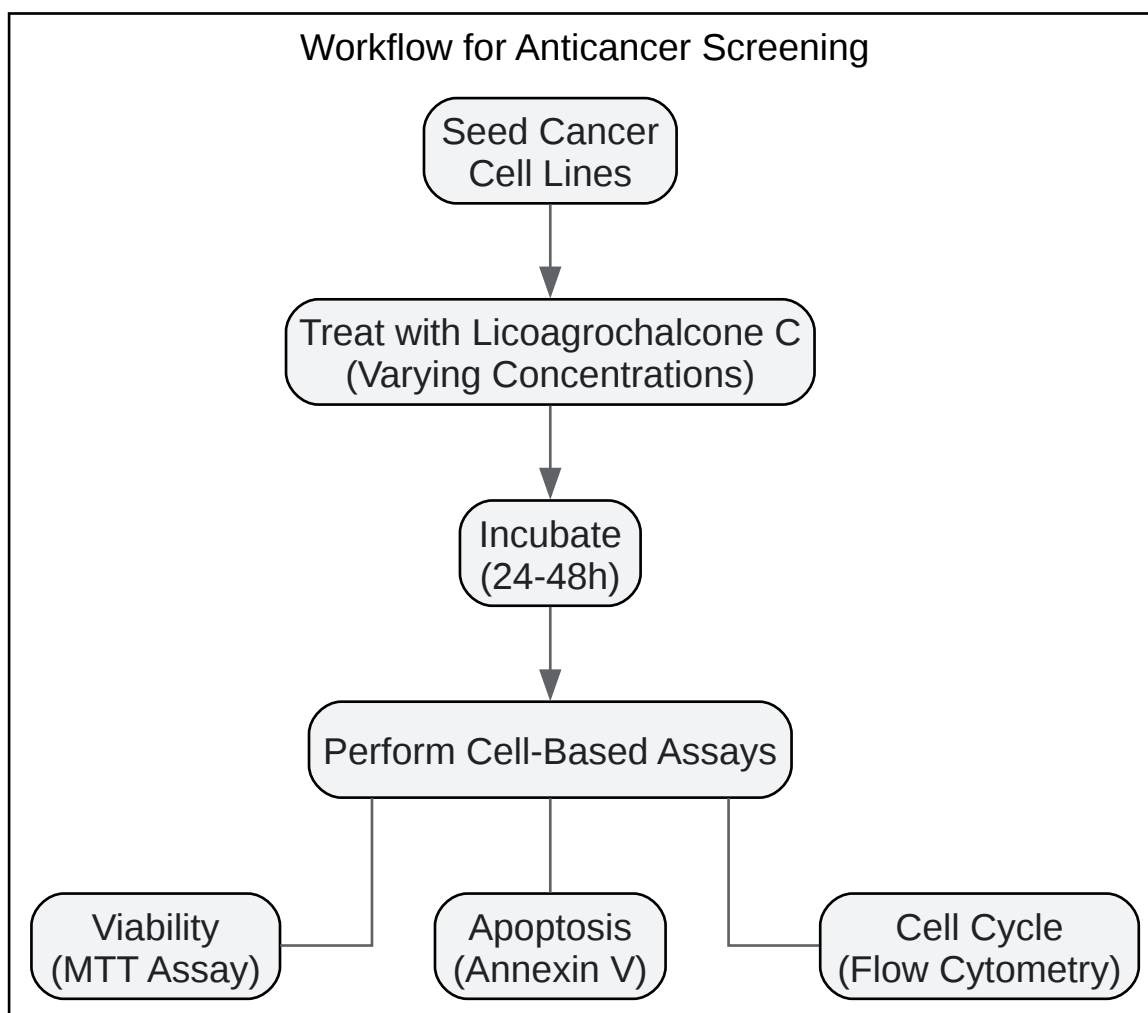 Workflow for Anticancer Screening
Seed Cancer
Cell Lines
Treat with Licoagrochalcone C
(Varying Concentrations)
Incubate
(24-48h)
Perform Cell-Based Assays
Viability
(MTT Assay)
Apoptosis
(Annexin V)
Cell Cycle
(Flow Cytometry)